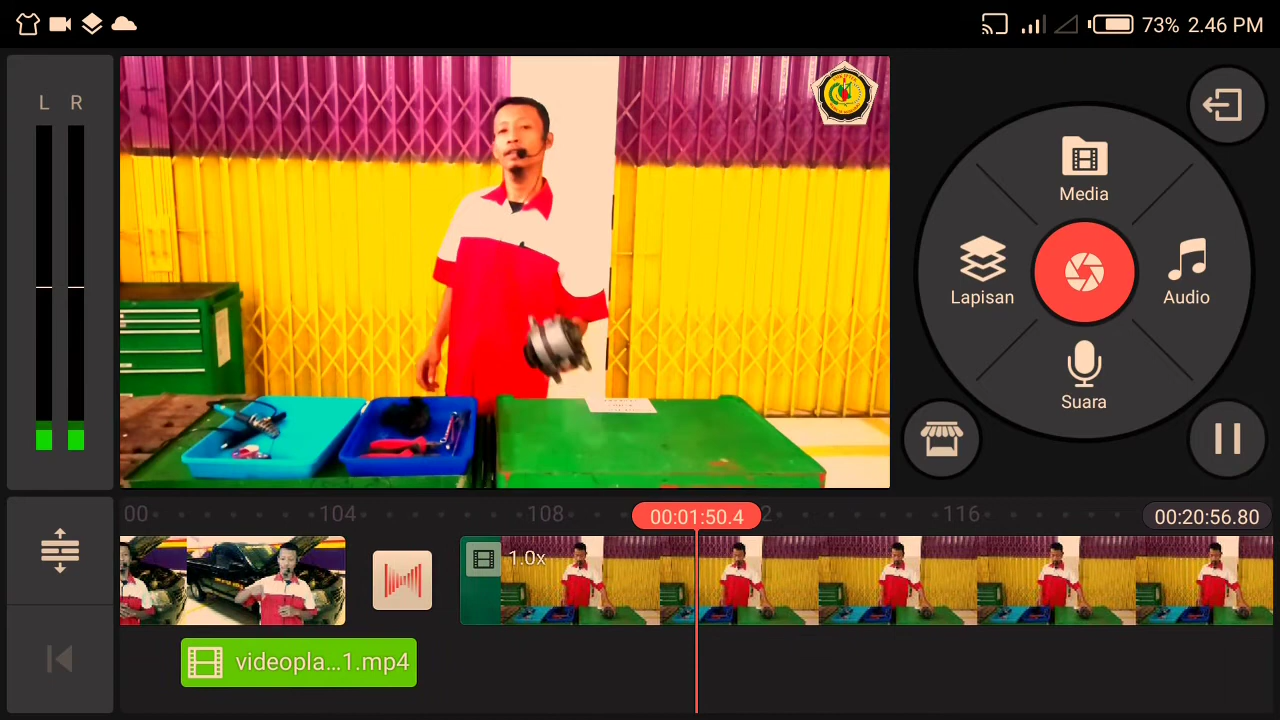 73% 2.46 PM
L R
Media
Lapisan
Audio
Suara
00 104 108 00:01:50.4 2 116 00:20:56.80
1.0x
videopla...1.mp4